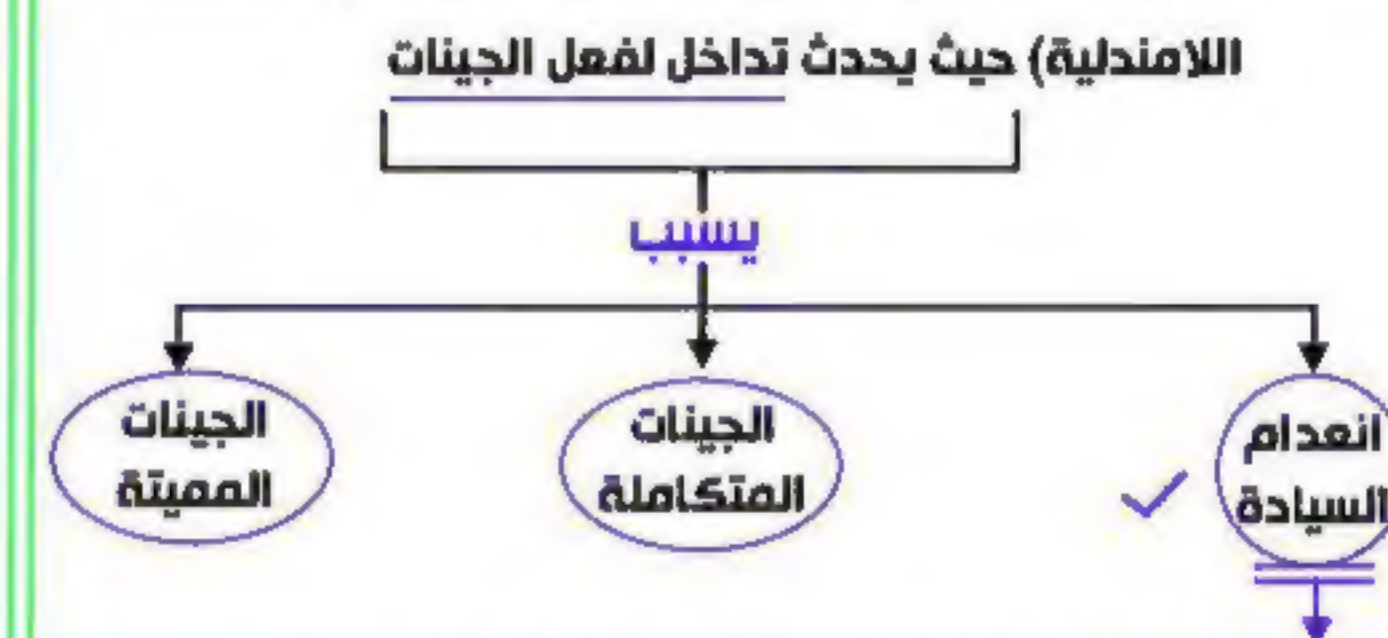 اللامندلية) حيث يحدث تداخل لفعل الجينات
يسبب
انعدام
السيادة
الجينات
المتكاملة
الجينات
المميتة